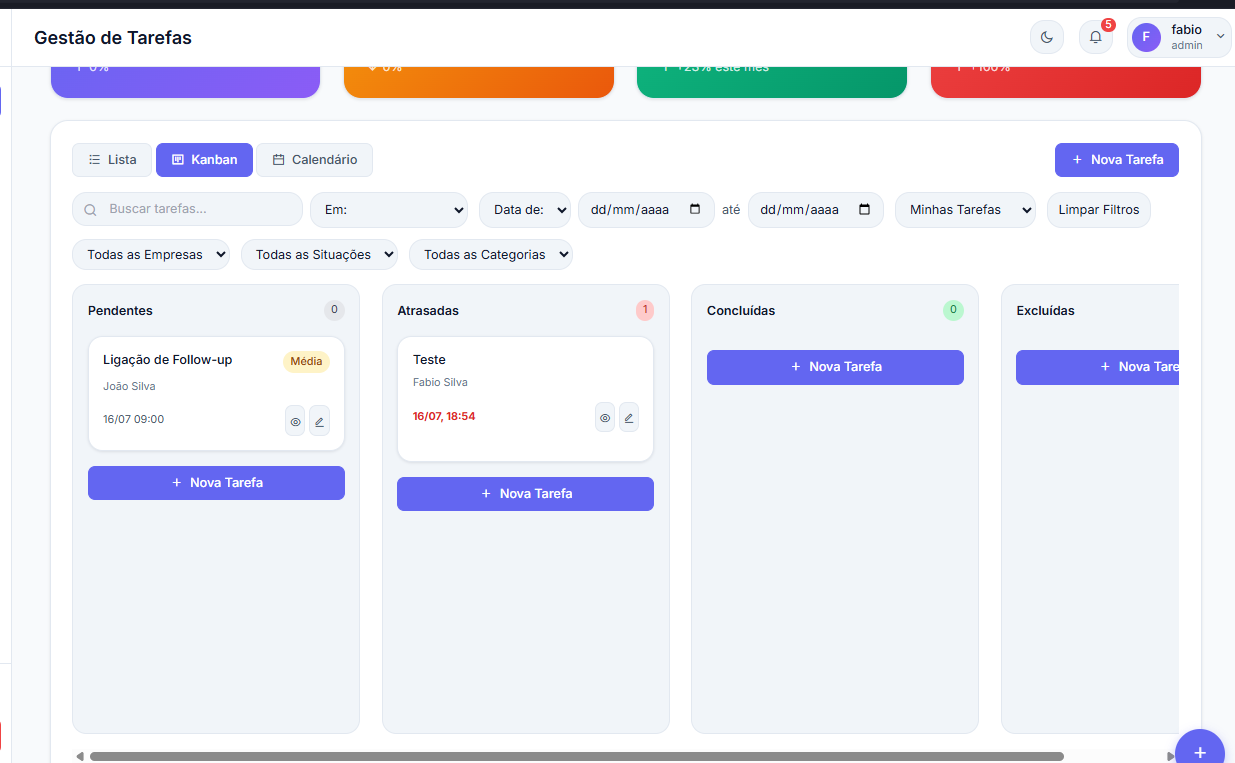 Gestão de Tarefas
5
F
fabio
admin
↑ 0%
↓ 0%
↑ +23% este mês
↑ +100%
Lista
Kanban
Calendário
+ Nova Tarefa
Buscar tarefas...
Em:
Data de:
dd/mm/aaaa
até
dd/mm/aaaa
Minhas Tarefas
Limpar Filtros
Todas as Empresas
Todas as Situações
Todas as Categorias
Pendentes
0
Ligação de Follow-up
Média
João Silva
16/07 09:00
+ Nova Tarefa
Atrasadas
1
Teste
Fabio Silva
16/07, 18:54
+ Nova Tarefa
Concluídas
0
+ Nova Tarefa
Excluídas
+ Nova Tare
+